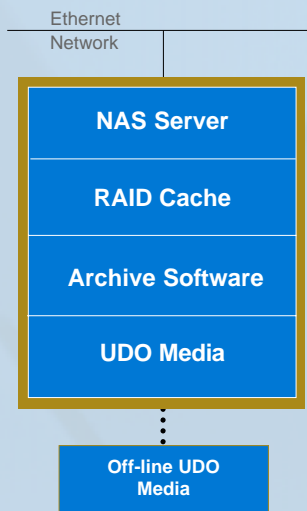 Ethernet
Network
NAS Server
RAID Cache
Archive Software
UDO Media
Off-line UDO
Media